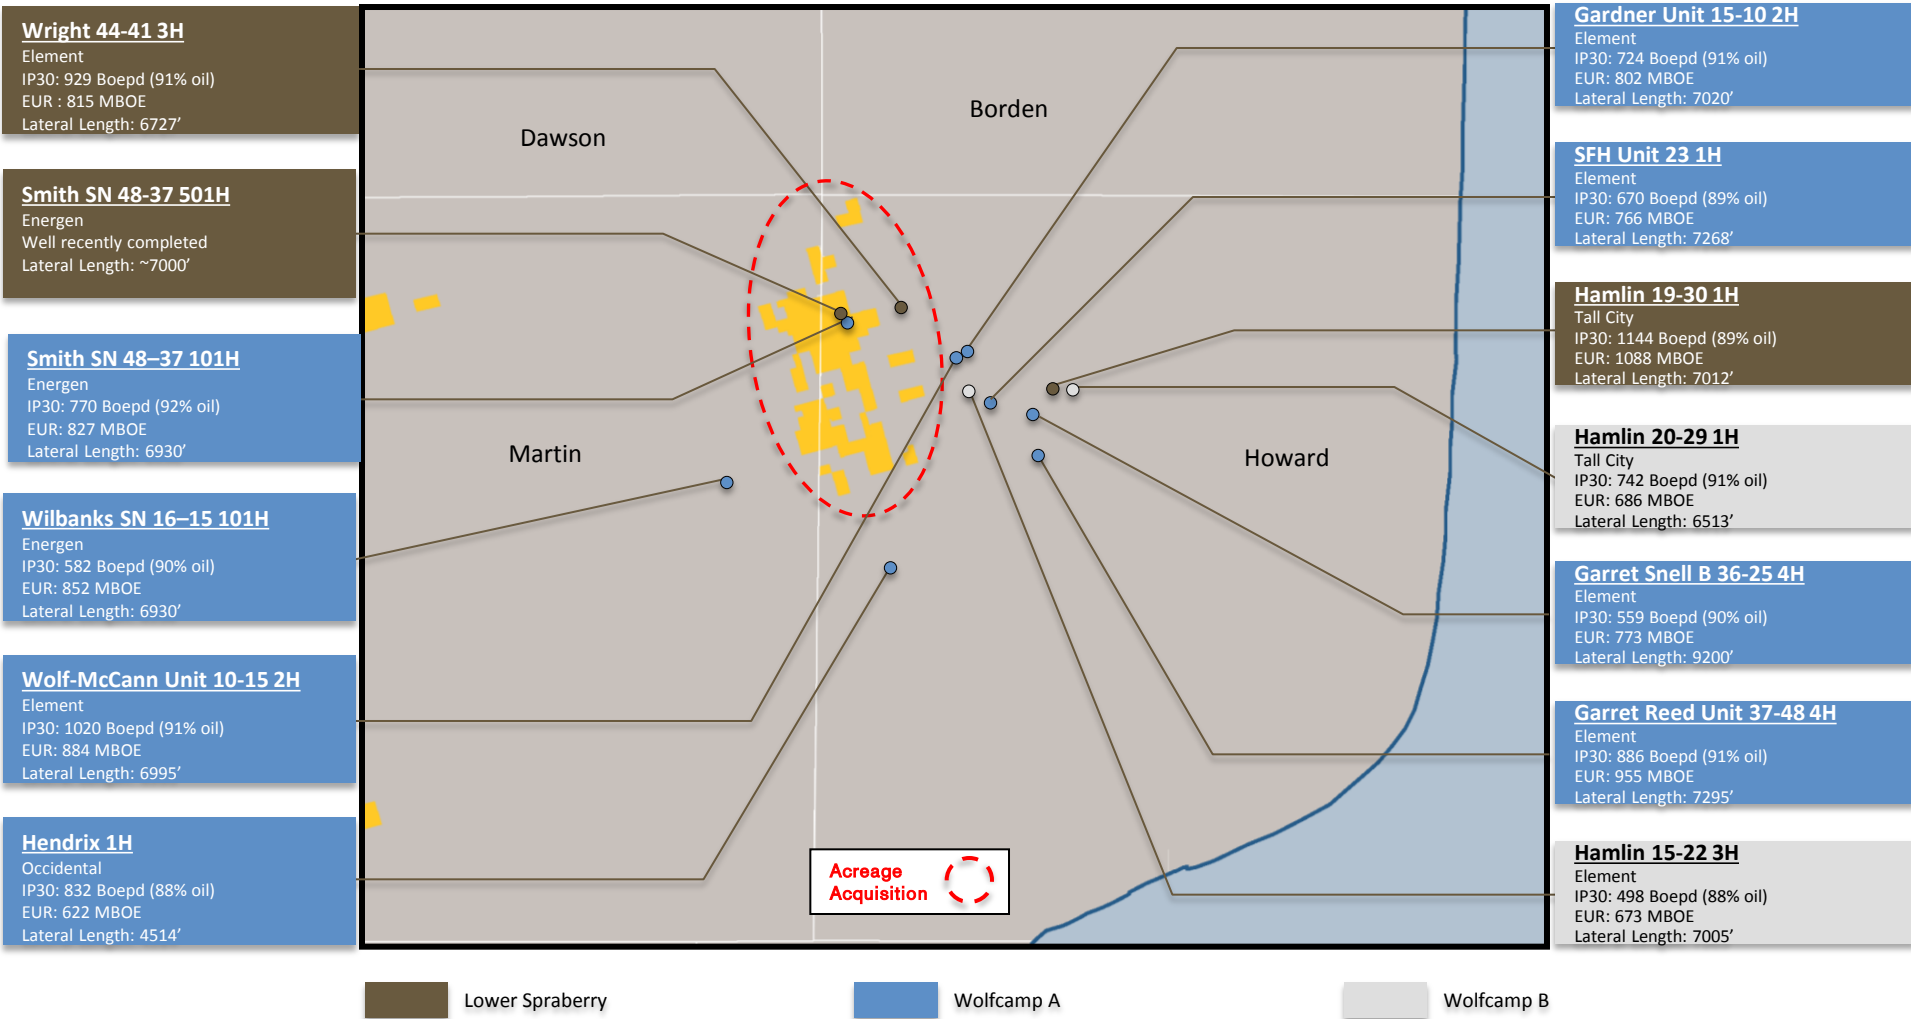 Wright 44-41 3H
Element
IP30: 929 Boepd (91% oil)
EUR : 815 MBOE
Lateral Length: 6727’
Smith SN 48-37 501H
Energen
Well recently completed
Lateral Length: ~7000’
Smith SN 48–37 101H
Energen
IP30: 770 Boepd (92% oil)
EUR: 827 MBOE
Lateral Length: 6930’
Wilbanks SN 16–15 101H
Energen
IP30: 582 Boepd (90% oil)
EUR: 852 MBOE
Lateral Length: 6930’
Wolf-McCann Unit 10-15 2H
Element
IP30: 1020 Boepd (91% oil)
EUR: 884 MBOE
Lateral Length: 6995’
Hendrix 1H
Occidental
IP30: 832 Boepd (88% oil)
EUR: 622 MBOE
Lateral Length: 4514’
Dawson
Borden
Martin
Howard
Acreage
Acquisition
Gardner Unit 15-10 2H
Element
IP30: 724 Boepd (91% oil)
EUR: 802 MBOE
Lateral Length: 7020’
SFH Unit 23 1H
Element
IP30: 670 Boepd (89% oil)
EUR: 766 MBOE
Lateral Length: 7268’
Hamlin 19-30 1H
Tall City
IP30: 1144 Boepd (89% oil)
EUR: 1088 MBOE
Lateral Length: 7012’
Hamlin 20-29 1H
Tall City
IP30: 742 Boepd (91% oil)
EUR: 686 MBOE
Lateral Length: 6513’
Garret Snell B 36-25 4H
Element
IP30: 559 Boepd (90% oil)
EUR: 773 MBOE
Lateral Length: 9200’
Garret Reed Unit 37-48 4H
Element
IP30: 886 Boepd (91% oil)
EUR: 955 MBOE
Lateral Length: 7295’
Hamlin 15-22 3H
Element
IP30: 498 Boepd (88% oil)
EUR: 673 MBOE
Lateral Length: 7005’
Lower Spraberry
Wolfcamp A
Wolfcamp B